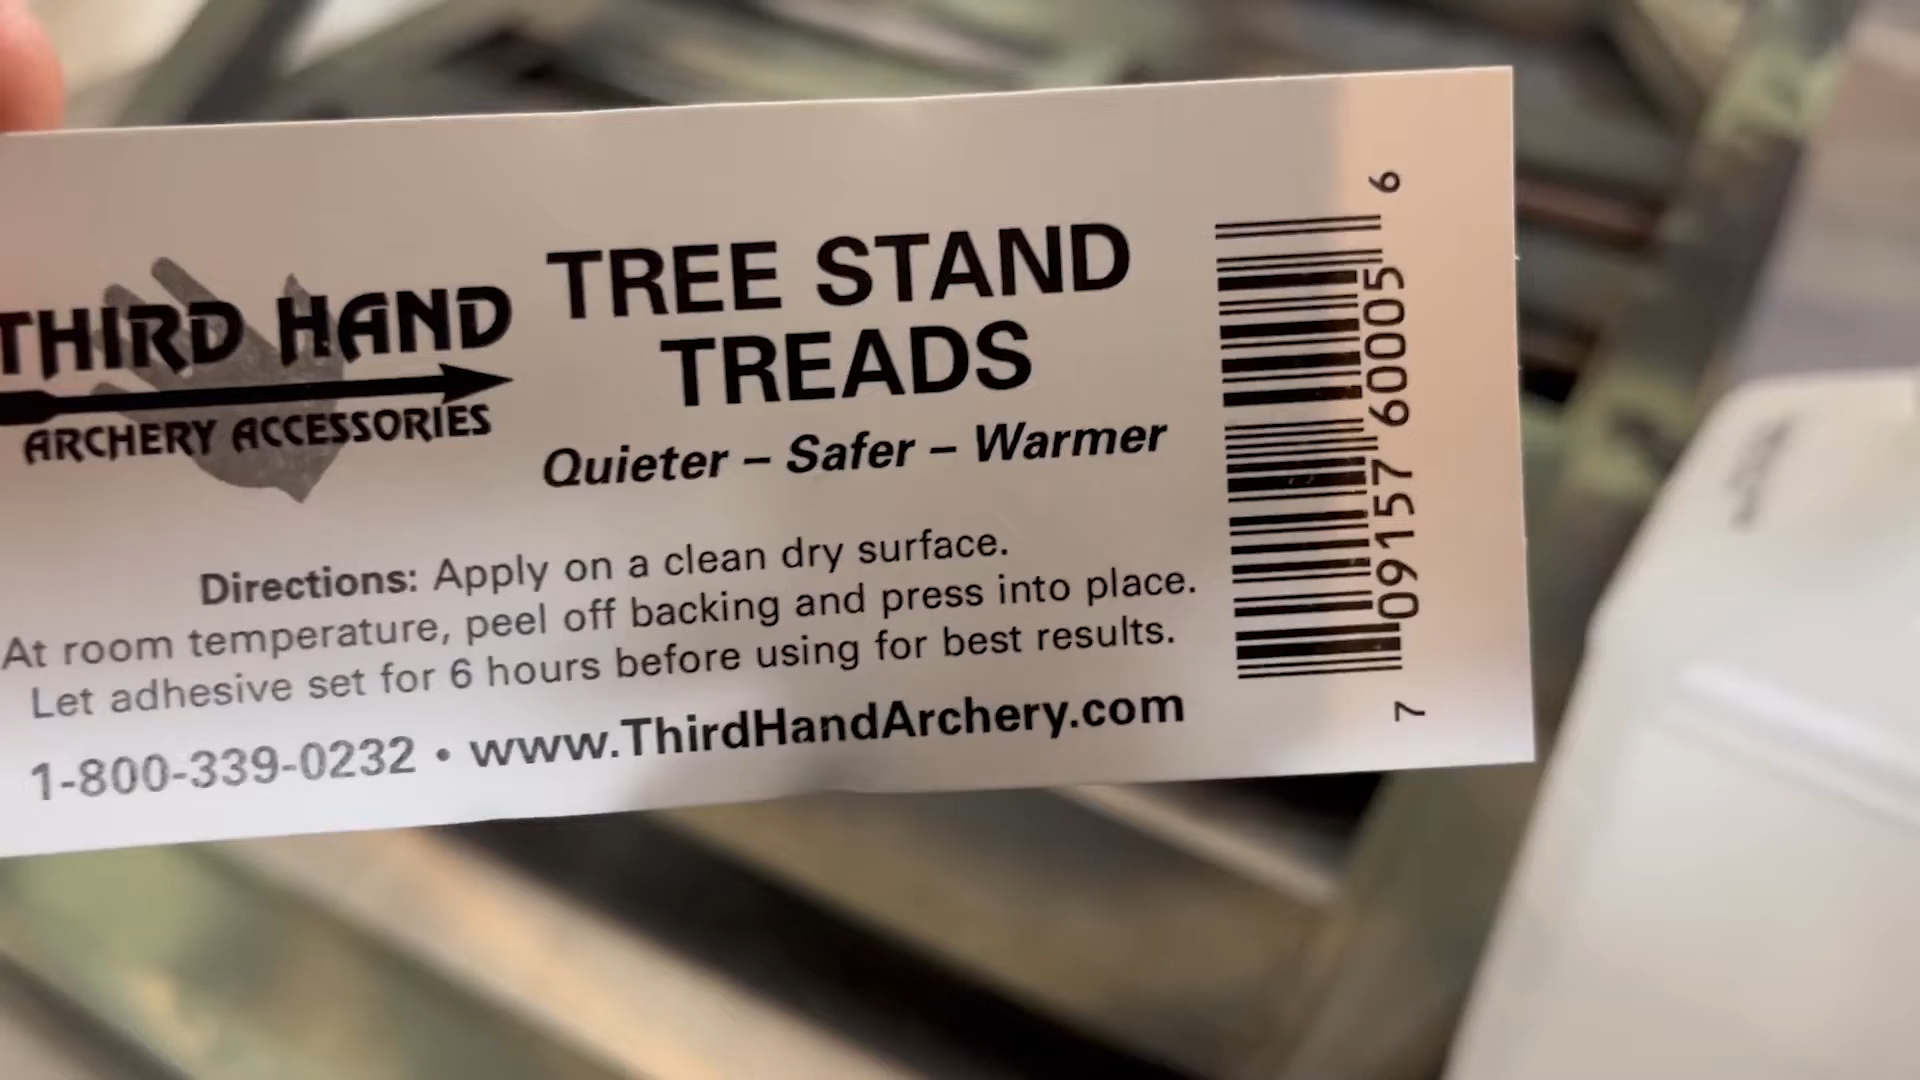 THIRD HAND
ARCHERY ACCESSORIES
TREE STAND
TREADS
Quieter – Safer – Warmer
Directions: Apply on a clean dry surface.
At room temperature, peel off backing and press into place.
Let adhesive set for 6 hours before using for best results.
1-800-339-0232 • www.ThirdHandArchery.com
7 09157 60005 6